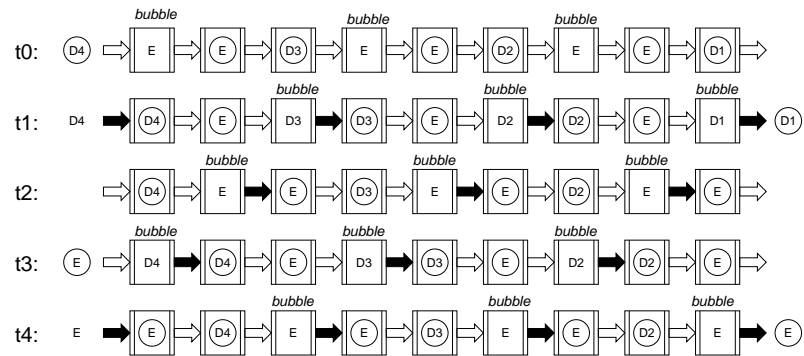 bubble bubble bubble
t0: D4 E E D3 E E D2 E E D1
bubble bubble bubble
t1: D4 D4 E D3 D3 E D2 D2 E D1 D1
bubble bubble bubble
t2: D4 E E D3 E E D2 E E
bubble bubble bubble
t3: E D4 D4 E D3 D3 E D2 D2 E
bubble bubble bubble
t4: E E D4 E E D3 E E D2 E E